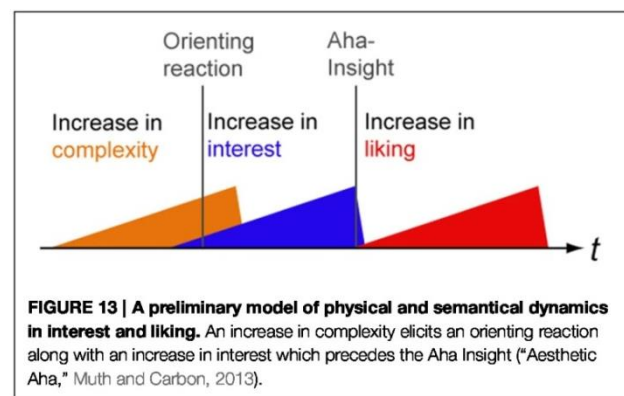 Orienting
reaction
Aha-
Insight
Increase in
complexity
Increase in
interest
Increase in
liking
t
FIGURE 13 | A preliminary model of physical and semantical dynamics
in interest and liking. An increase in complexity elicits an orienting reaction
along with an increase in interest which precedes the Aha Insight (“Aesthetic
Aha,” Muth and Carbon, 2013).